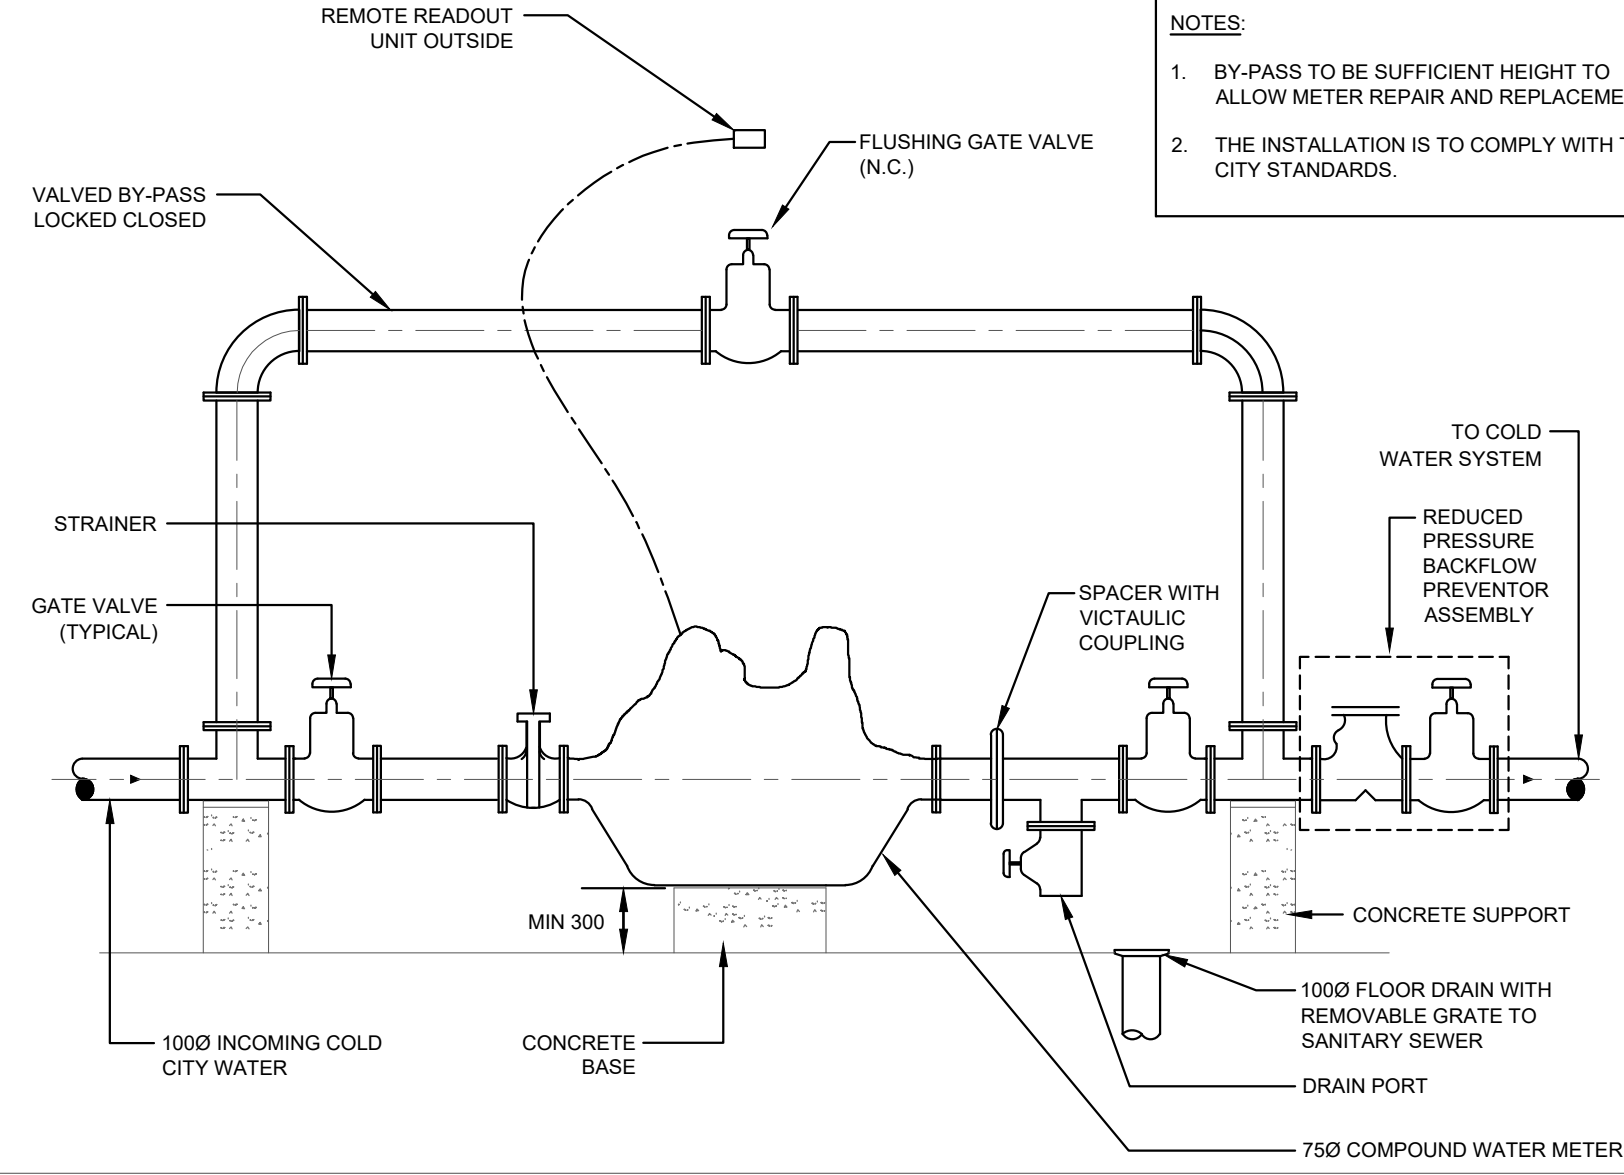 REMOTE READOUT
UNIT OUTSIDE
NOTES:
1. BY-PASS TO BE SUFFICIENT HEIGHT TO
ALLOW METER REPAIR AND
2. THE INSTALLATION IS TO COMPLY WITH
CITY STANDARDS.
FLUSHING GATE VALVE
(N.C.)
VALVED BY-PASS
LOCKED CLOSED
TO COLD
WATER SYSTEM
STRAINER
REDUCED
PRESSURE
BACKFLOW
PREVENTOR
ASSEMBLY
GATE VALVE
(TYPICAL)
SPACER WITH
VICTAULIC
COUPLING
MIN 300
CONCRETE SUPPORT
100Ø FLOOR DRAIN WITH
REMOVABLE GRATE TO
SANITARY SEWER
100Ø INCOMING COLD
CITY WATER
CONCRETE
BASE
DRAIN PORT
75Ø COMPOUND WATER METER